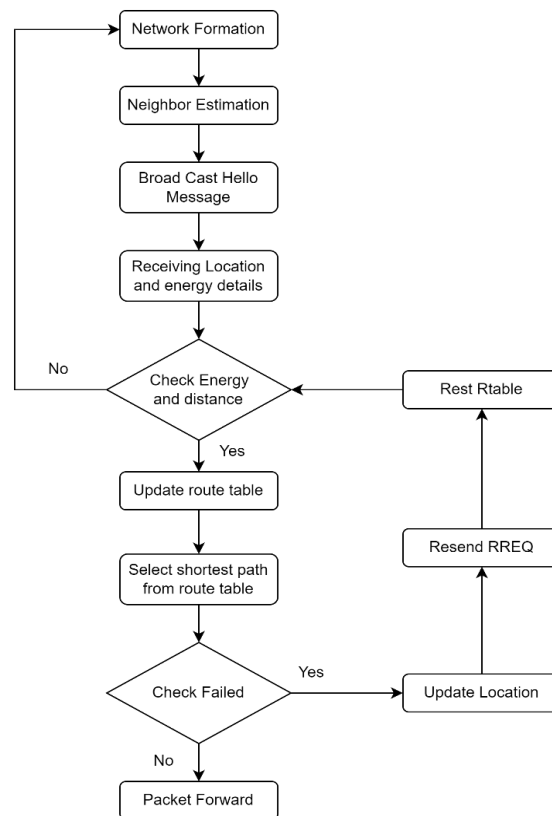 Network Formation
Neighbor Estimation
Broad Cast Hello
Message
Receiving Location
and energy details
No
Check Energy
and distance
Rest Rtable
Yes
Update route table
Resend RREQ
Select shortest path
from route table
Yes
Check Failed
Update Location
No
Packet Forward